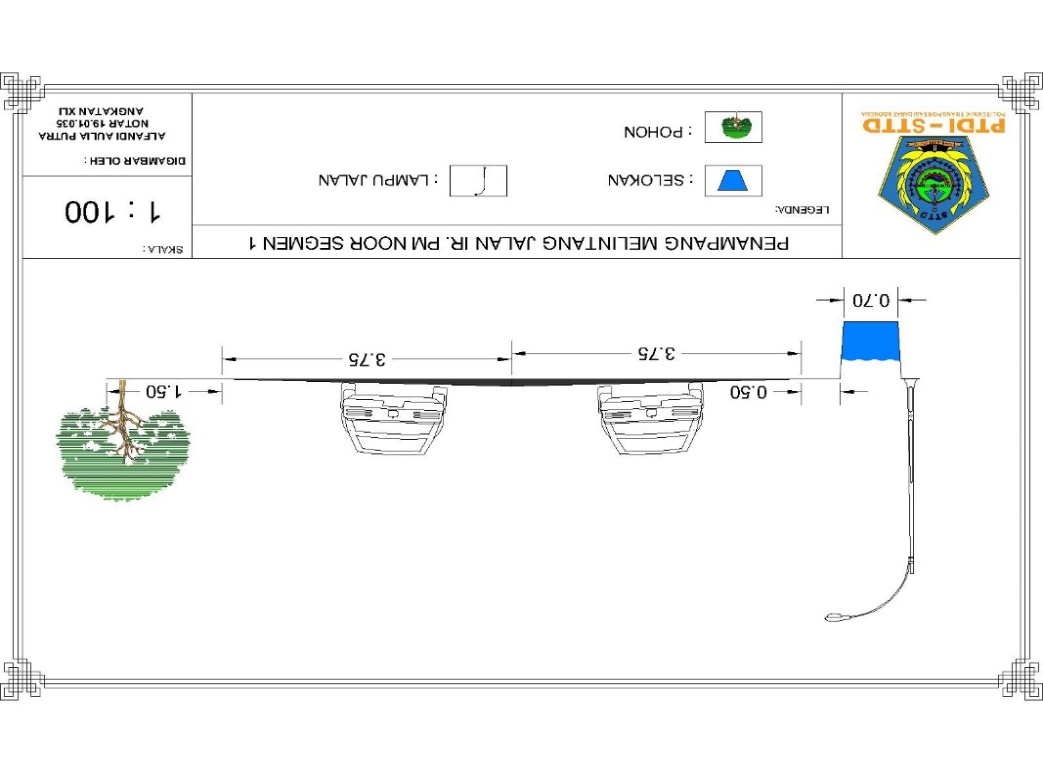 0.50
1.50
3.75
3.75
0.70
STTD
PTDI - STTD
POLITEKNIK TRANSPORTASI DARAT INDONESIA
PENAMPANG MELINTANG JALAN IR. PM NOOR SEGMEN 1
LEGENDA:
: SELOKAN
: LAMPU JALAN
: POHON
SKALA :
1 : 100
DIGAMBAR OLEH :
ALFANDI AULIA PUTRA
NOTAR 19.01.035
ANGKATAN XLI